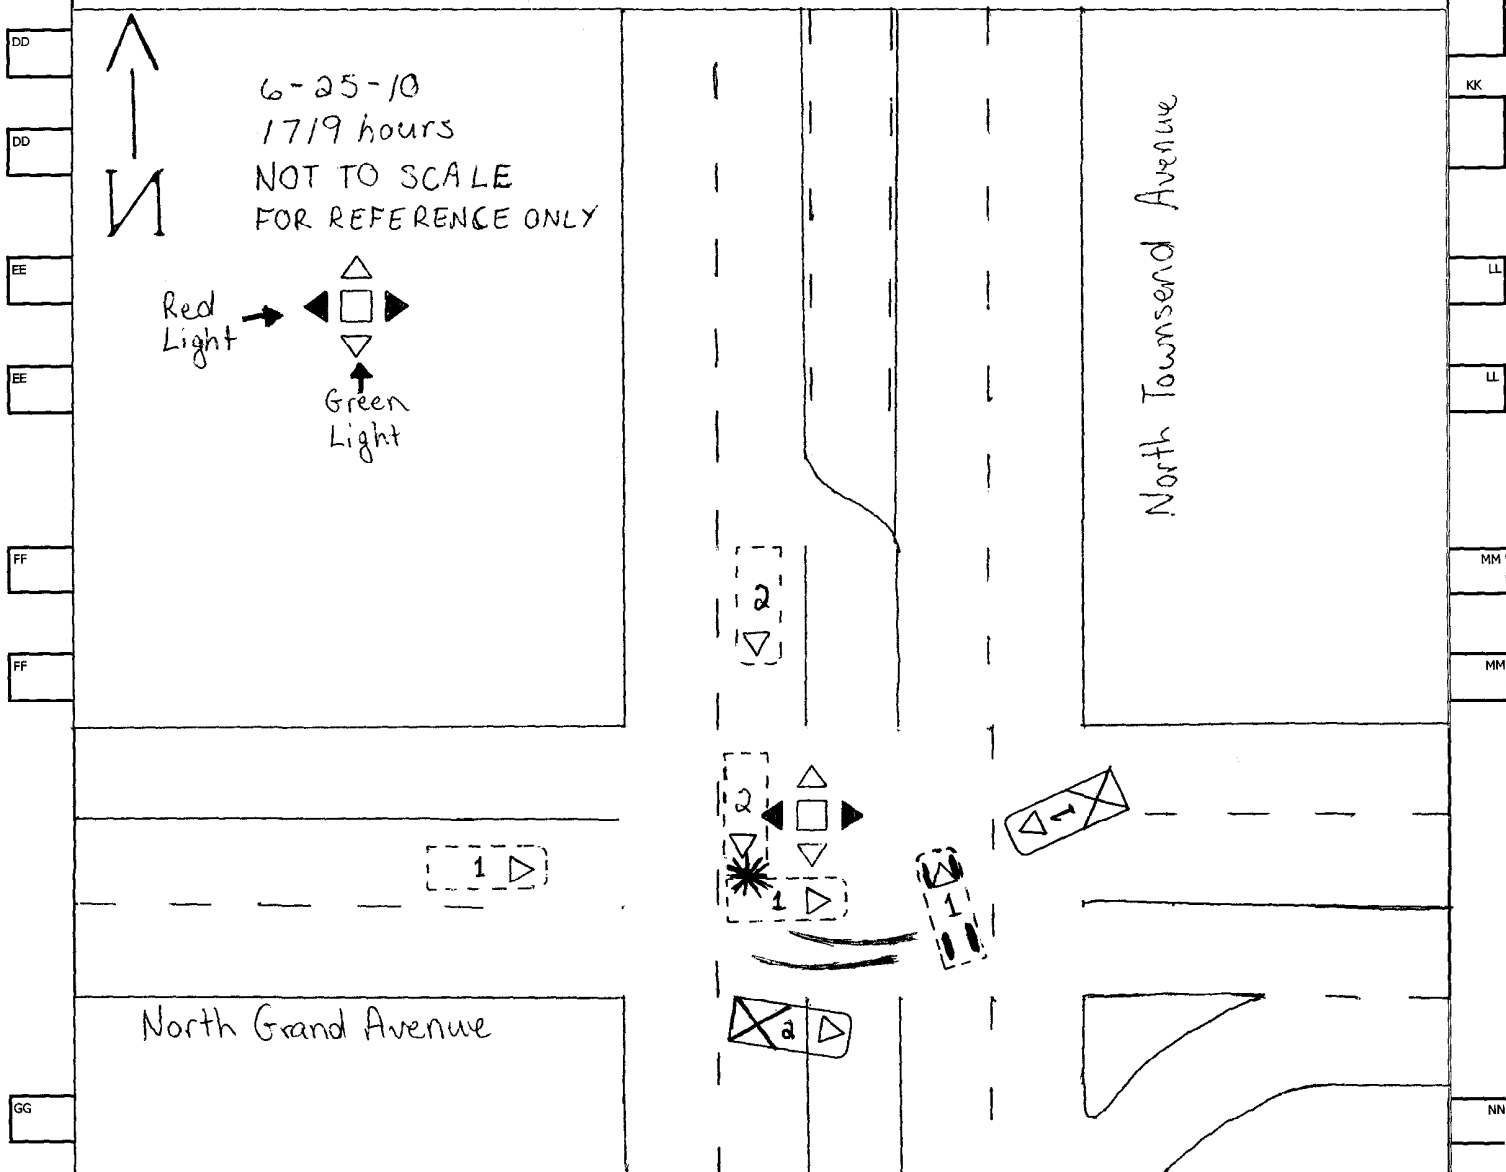 DD
DD
EE
EE
FF
FF
GG
N
6-25-10
1719 hours
NOT TO SCALE
FOR REFERENCE ONLY
Red
Light
Green
Light
North Townsend Avenue
2
2
1
1
1
1
2
North Grand Avenue
KK
LL
LL
MM
MM
NN